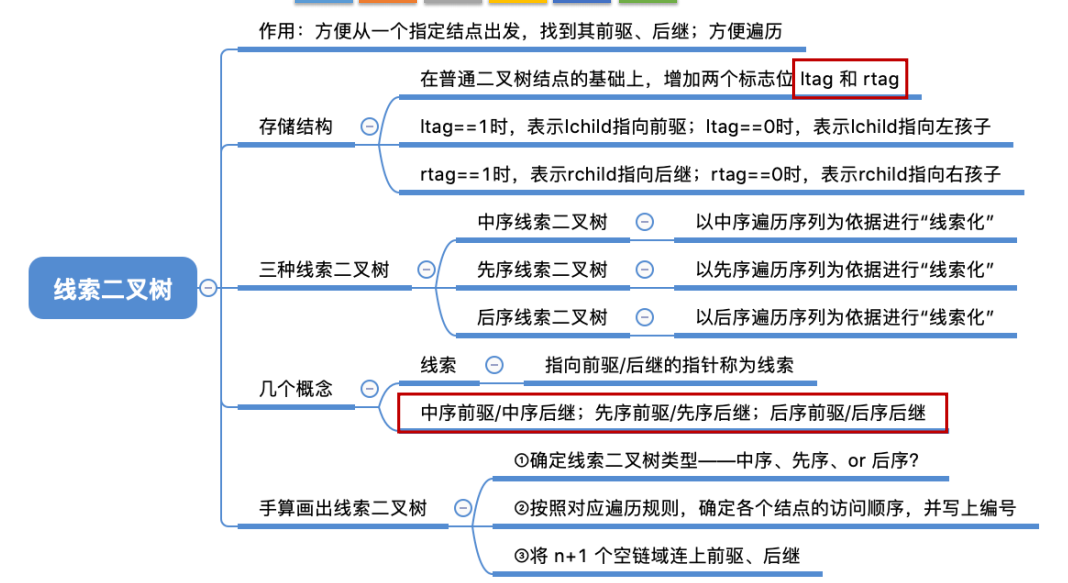 作用：方便从一个指定结点出发，找到其前驱、后继；方便遍历
在普通二叉树结点的基础上，增加两个标志位 ltag 和 rtag
存储结构
ltag==1时，表示lchild指向前驱；ltag==0时，表示lchild指向左孩子
rtag==1时，表示rchild指向后继；rtag==0时，表示rchild指向右孩子
中序线索二叉树
以中序遍历序列为依据进行“线索化”
三种线索二叉树
先序线索二叉树
以先序遍历序列为依据进行“线索化”
线索二叉树
后序线索二叉树
以后序遍历序列为依据进行“线索化”
线索
指向前驱/后继的指针称为线索
几个概念
中序前驱/中序后继；先序前驱/先序后继；后序前驱/后序后继
①确定线索二叉树类型——中序、先序、or 后序?
手算画出线索二叉树
②按照对应遍历规则，确定各个结点的访问顺序，并写上编号
③将 n+1 个空链域连上前驱、后继